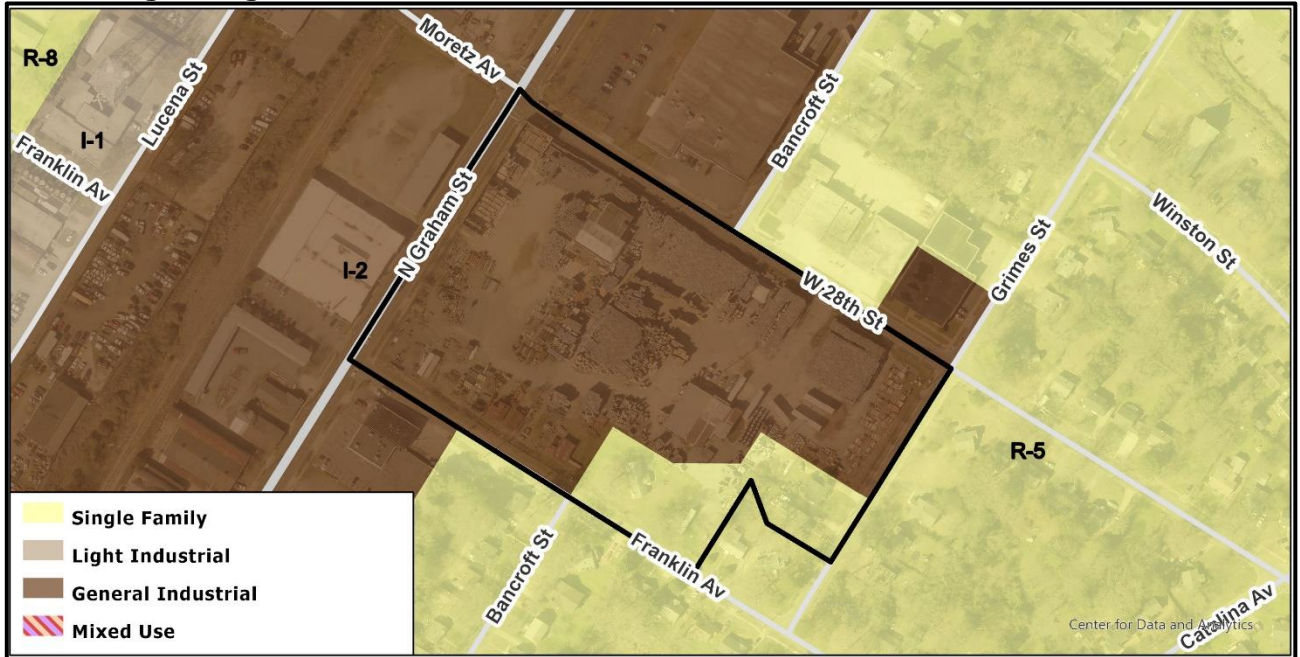 R-8
I-1
Franklin Av
Lucena St
Moretz Av
N Graham St
I-2
Bancroft St
W 28th St
Grimes St
Winston St
R-5
Bancroft St
Franklin Av
Catalina Av
Single Family
Light Industrial
General Industrial
Mixed Use
Center for Data and Analytics